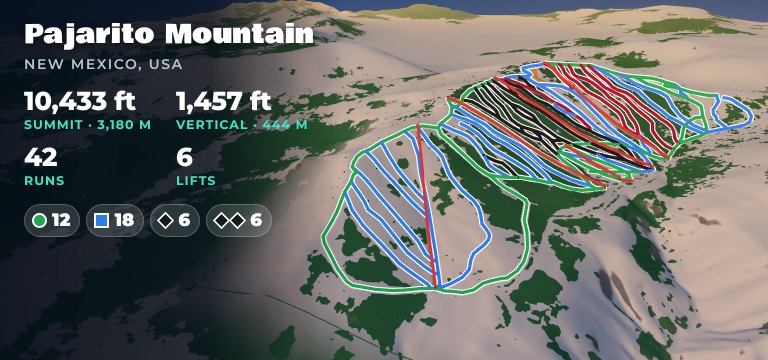 Pajarito Mountain
NEW MEXICO, USA
10,433 ft 1,457 ft
SUMMIT · 3,180 M VERTICAL · 444 M
42 6
RUNS LIFTS
12 18 6 6